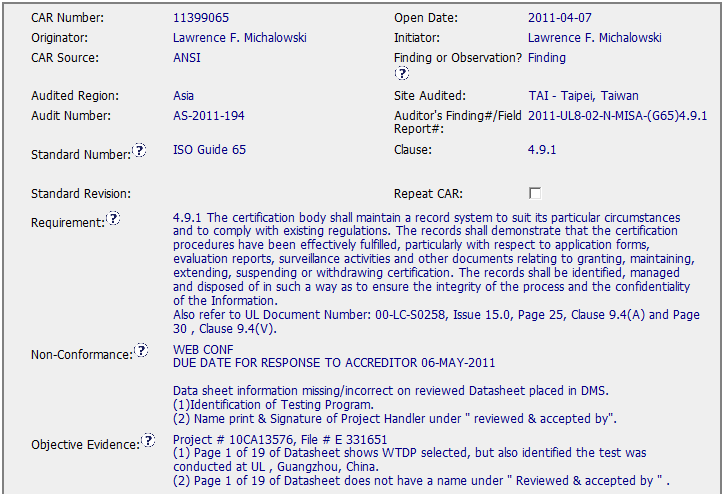 CAR Number: 11399065 Open Date: 2011-04-07
Originator: Lawrence F. Michalowski Initiator: Lawrence F. Michalowski
CAR Source: ANSI Finding or Observation? Finding
?
Audited Region: Asia Site Audited: TAI - Taipei, Taiwan
Audit Number: AS-2011-194 Auditor's Finding#/Field 2011-UL8-02-N-MISA-(G65)4.9.1
Report#:
Standard Number: ? ISO Guide 65 Clause: 4.9.1
Standard Revision: Repeat CAR:
Requirement: ? 4.9.1 The certification body shall maintain a record system to suit its particular circumstances
and to comply with existing regulations. The records shall demonstrate that the certification
procedures have been effectively fulfilled, particularly with respect to application forms,
evaluation reports, surveillance activities and other documents relating to granting, maintaining,
extending, suspending or withdrawing certification. The records shall be identified, managed
and disposed of in such a way as to ensure the integrity of the process and the confidentiality
of the Information.
Also refer to UL Document Number: 00-LC-S0258, Issue 15.0, Page 25, Clause 9.4(A) and Page
30 , Clause 9.4(V).
Non-Conformance: ? WEB CONF
DUE DATE FOR RESPONSE TO ACCREDITOR 06-MAY-2011
Data sheet information missing/incorrect on reviewed Datasheet placed in DMS.
(1)Identification of Testing Program.
(2) Name print & Signature of Project Handler under " reviewed & accepted by".
Objective Evidence: ? Project # 10CA13576, File # E 331651
(1) Page 1 of 19 of Datasheet shows WTDP selected, but also identified the test was
conducted at UL , Guangzhou, China.
(2) Page 1 of 19 of Datasheet does not have a name under " Reviewed & accepted by " .